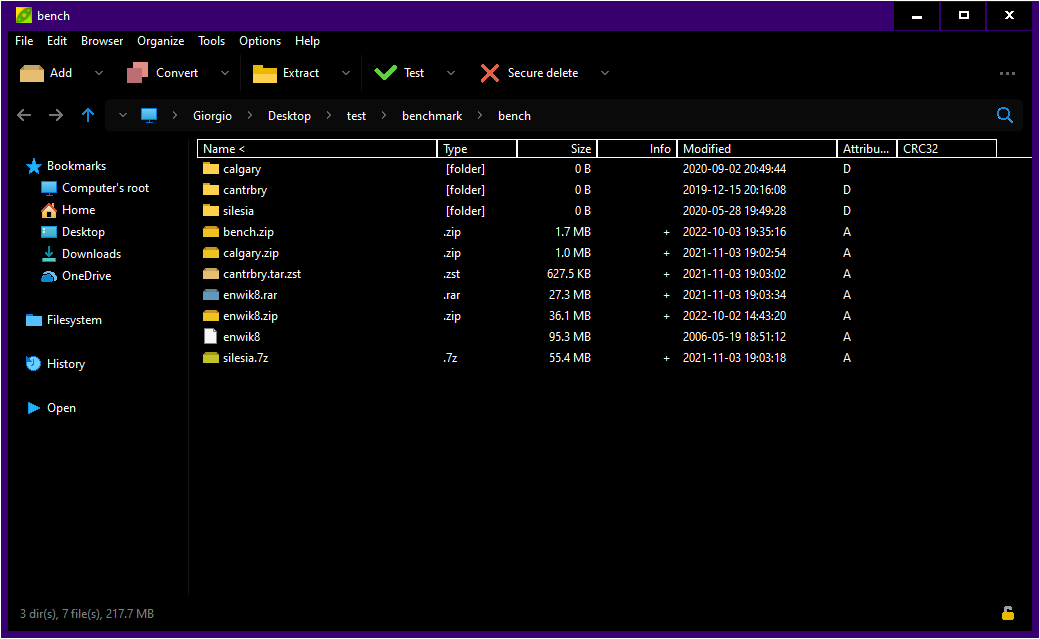 bench
File Edit Browser Organize Tools Options Help
Add Convert Extract Test Secure delete
Giorgio > Desktop > test > benchmark > bench
Bookmarks
Computer's root
Home
Desktop
Downloads
OneDrive
Filesystem
History
Open
Name < Type Size Info Modified Attribu... CRC32
calgary [folder] 0 B 2020-09-02 20:49:44 D
cantrbry [folder] 0 B 2019-12-15 20:16:08 D
silesia [folder] 0 B 2020-05-28 19:49:28 D
bench.zip .zip 1.7 MB + 2022-10-03 19:35:16 A
calgary.zip .zip 1.0 MB + 2021-11-03 19:02:54 A
cantrbry.tar.zst .zst 627.5 KB + 2021-11-03 19:03:02 A
enwik8.rar .rar 27.3 MB + 2021-11-03 19:03:34 A
enwik8.zip .zip 36.1 MB + 2022-10-02 14:43:20 A
enwik8 95.3 MB 2006-05-19 18:51:12 A
silesia.7z .7z 55.4 MB + 2021-11-03 19:03:18 A
3 dir(s), 7 file(s), 217.7 MB